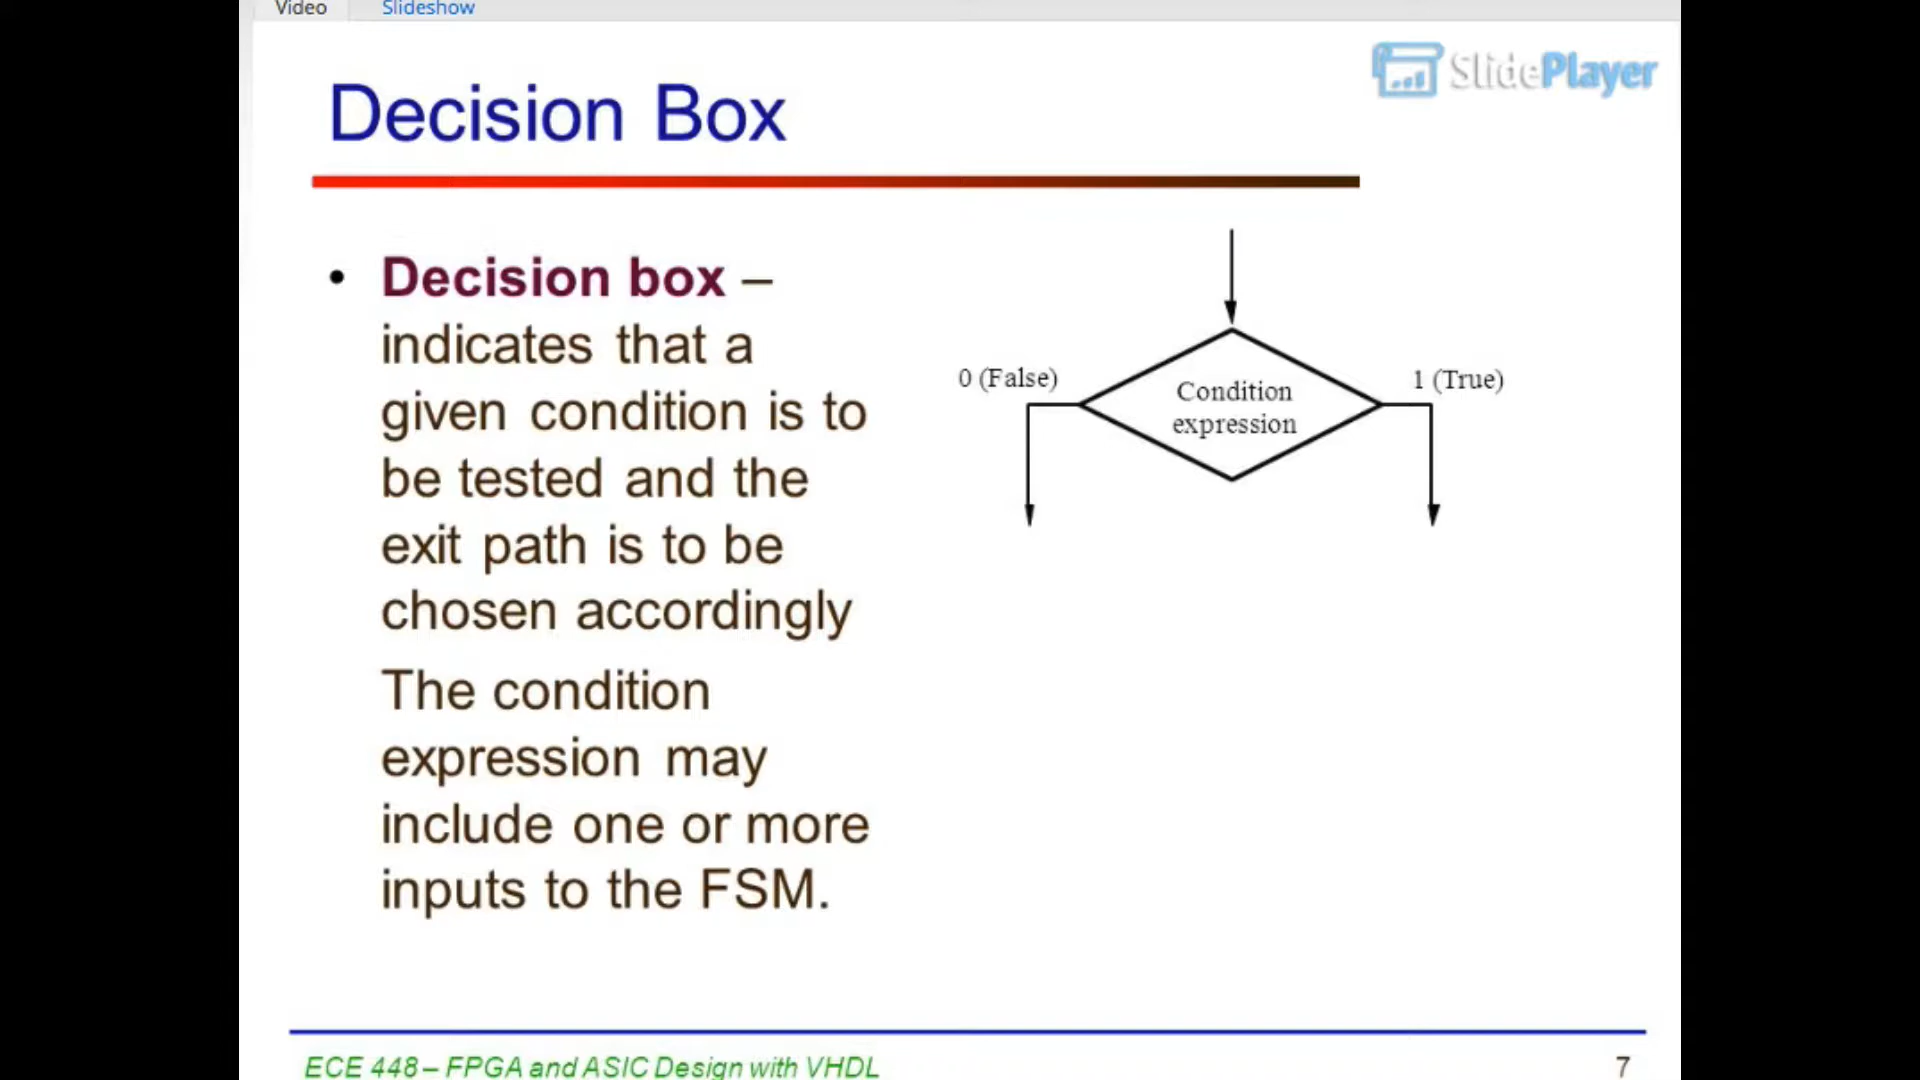 Video Slideshow
SlidePlayer
Decision Box
• Decision box –
indicates that a
given condition is to
be tested and the
exit path is to be
chosen accordingly
The condition
expression may
include one or more
inputs to the FSM.
0 (False)
Condition
expression
1 (True)
ECE 448 – FPGA and ASIC Design with VHDL
7